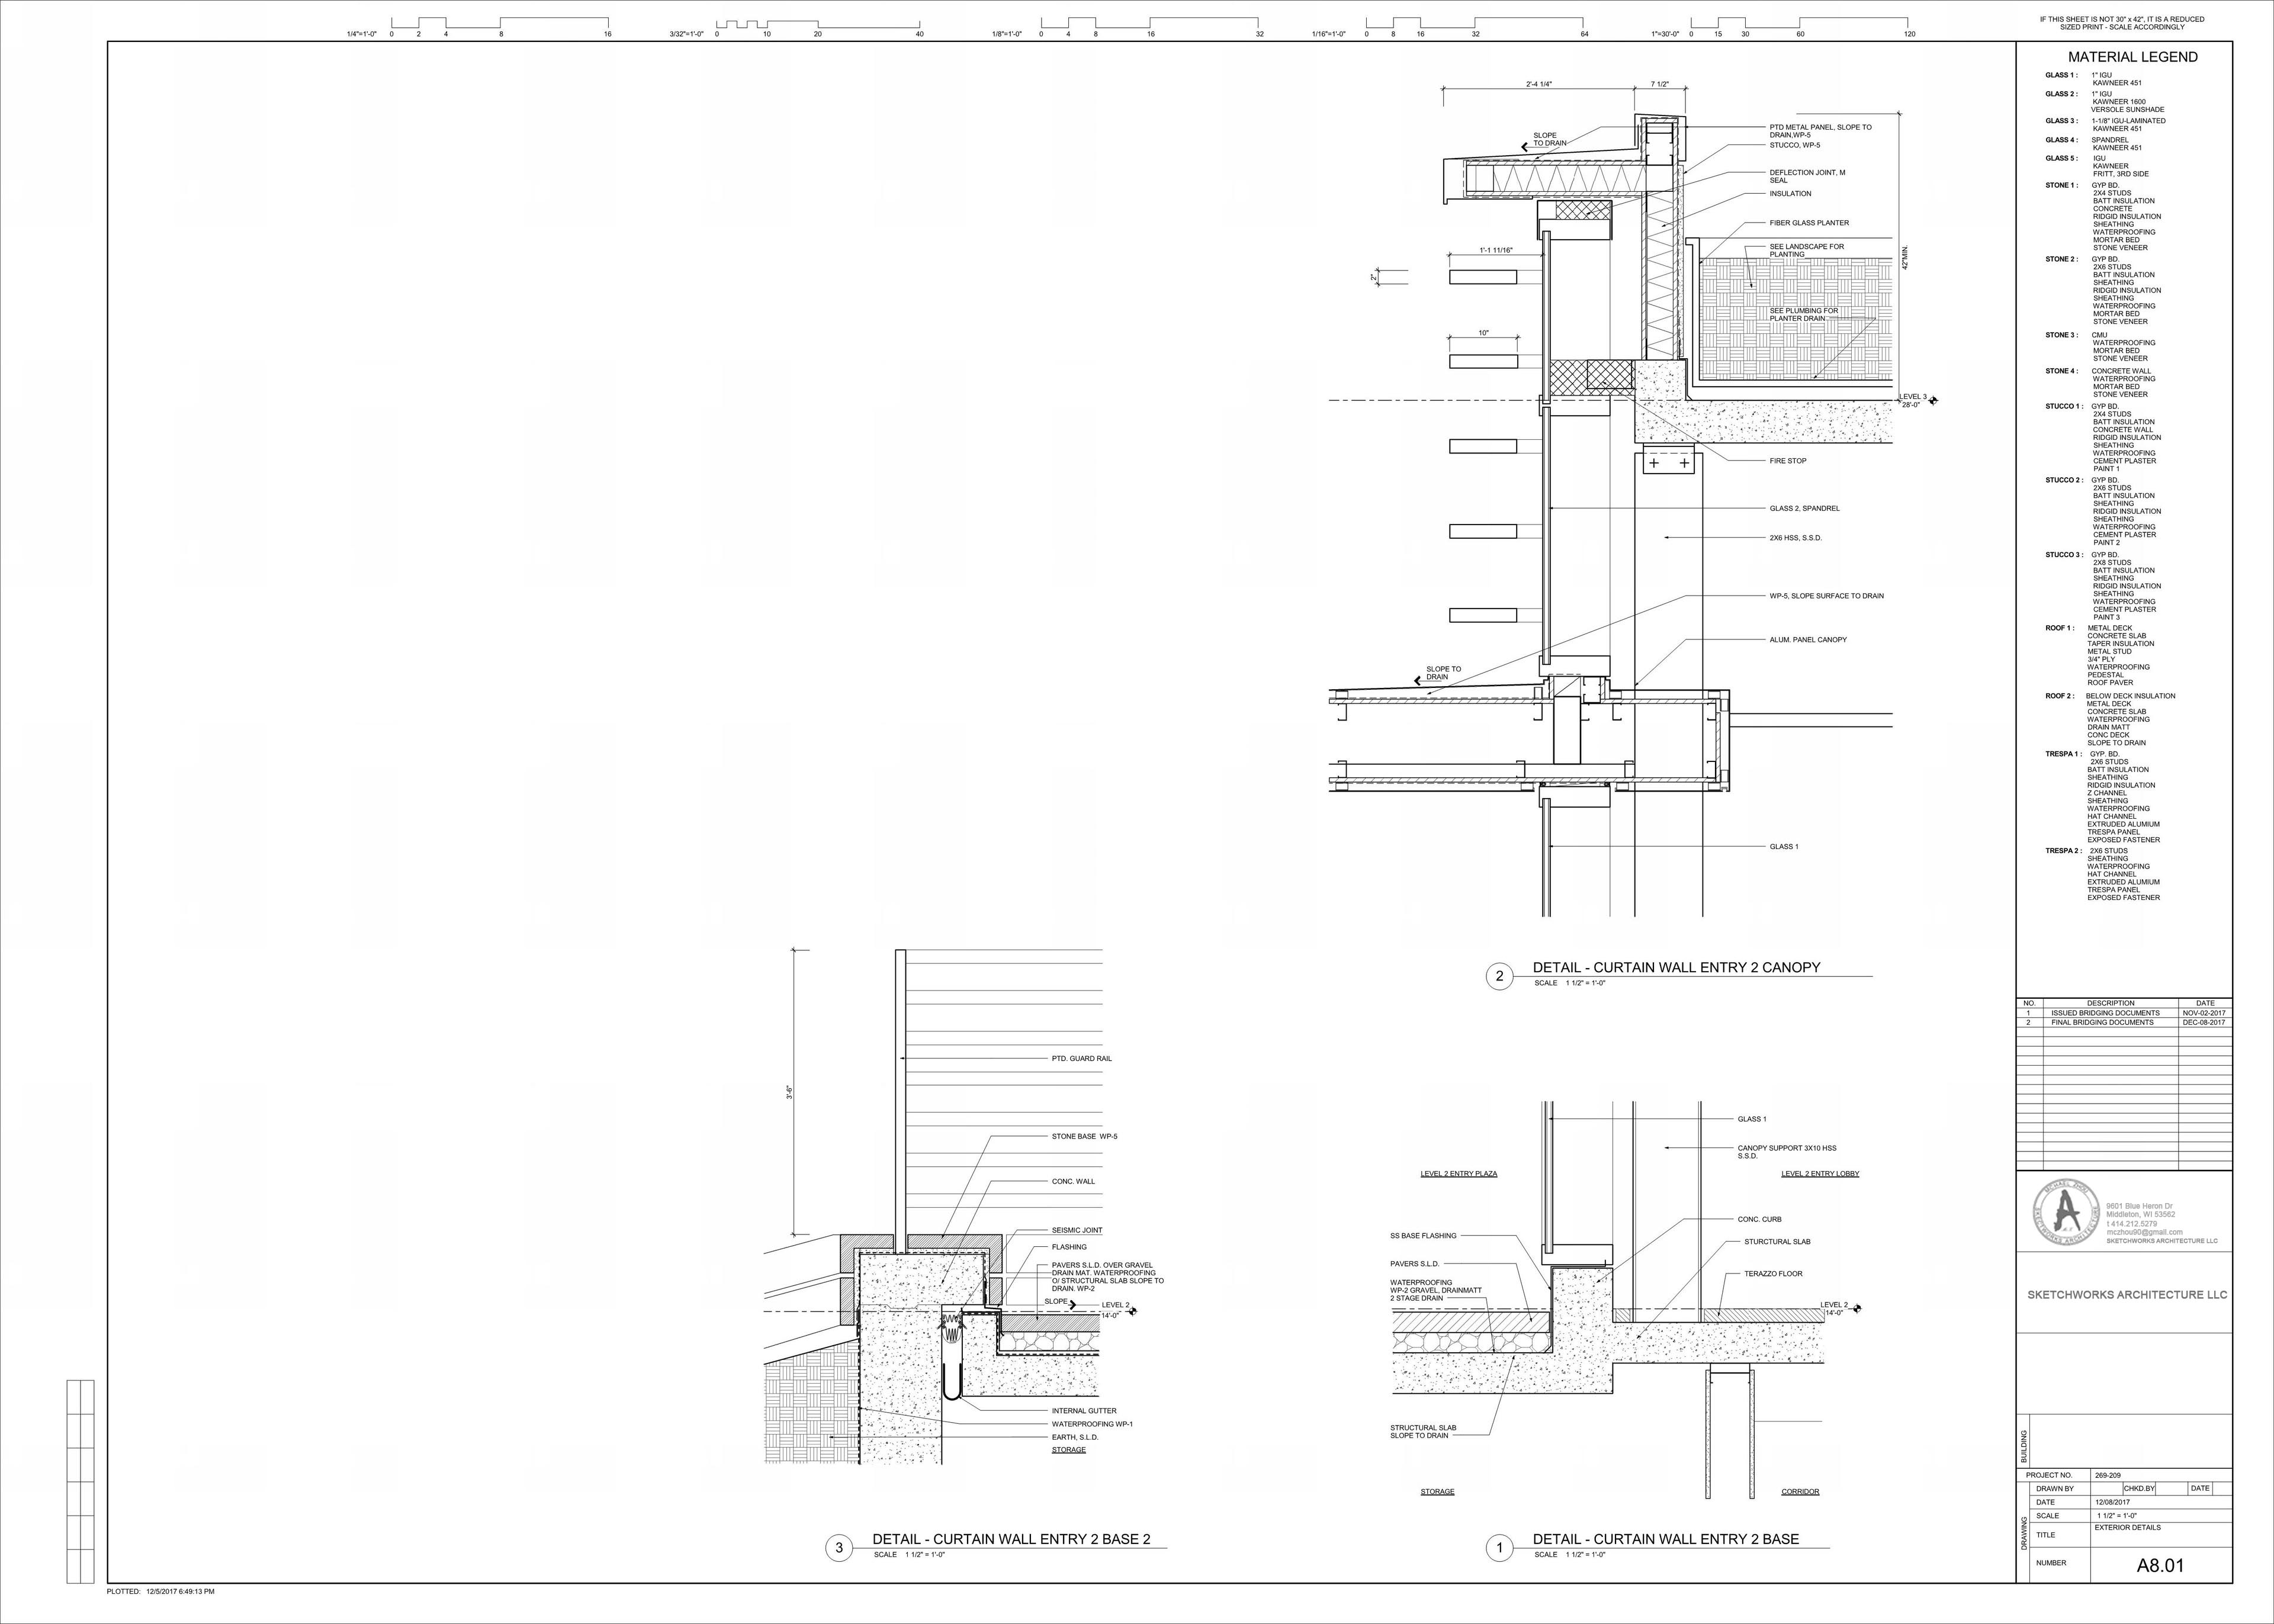 1/4"=1'-0" 0 2 4 8 16
3/32"=1'-0" 0 10 20 40
1/8"=1'-0" 0 4 8 16 32
1/16"=1'-0" 0 8 16 32 64
1"=30'-0" 0 15 30 60 120
IF THIS SHEET IS NOT 30" x 42", IT IS A REDUCED
SIZED PRINT - SCALE ACCORDINGLY
2'-4 1/4"
7 1/2"
SLOPE
TO DRAIN
PTD METAL PANEL, SLOPE TO
DRAIN,WP-5
STUCCO, WP-5
DEFLECTION JOINT, M
SEAL
INSULATION
FIBER GLASS PLANTER
SEE LANDSCAPE FOR
PLANTING
42"MIN.
1'-1 11/16"
2"
SEE PLUMBING FOR
PLANTER DRAIN
10"
LEVEL 3
28'-0"
FIRE STOP
GLASS 2, SPANDREL
2X6 HSS, S.S.D.
WP-5, SLOPE SURFACE TO DRAIN
ALUM. PANEL CANOPY
SLOPE TO
DRAIN
GLASS 1
2
DETAIL - CURTAIN WALL ENTRY 2 CANOPY
SCALE 1 1/2" = 1'-0"
3'-6"
PTD. GUARD RAIL
STONE BASE WP-5
CONC. WALL
SEISMIC JOINT
FLASHING
PAVERS S.L.D. OVER GRAVEL
DRAIN MAT. WATERPROOFING
O/ STRUCTURAL SLAB SLOPE TO
DRAIN. WP-2
SLOPE
LEVEL 2
14'-0"
INTERNAL GUTTER
WATERPROOFING WP-1
EARTH, S.L.D.
STORAGE
3
DETAIL - CURTAIN WALL ENTRY 2 BASE 2
SCALE 1 1/2" = 1'-0"
GLASS 1
CANOPY SUPPORT 3X10 HSS
S.S.D.
LEVEL 2 ENTRY PLAZA
LEVEL 2 ENTRY LOBBY
CONC. CURB
SS BASE FLASHING
STURCTURAL SLAB
PAVERS S.L.D.
TERAZZO FLOOR
WATERPROOFING
WP-2 GRAVEL, DRAINMATT
2 STAGE DRAIN
LEVEL 2
14'-0"
STRUCTURAL SLAB
SLOPE TO DRAIN
STORAGE
CORRIDOR
1
DETAIL - CURTAIN WALL ENTRY 2 BASE
SCALE 1 1/2" = 1'-0"
MATERIAL LEGEND
GLASS 1 : 1" IGU
KAWNEER 451
GLASS 2 : 1" IGU
KAWNEER 1600
VERSOLE SUNSHADE
GLASS 3 : 1-1/8" IGU-LAMINATED
KAWNEER 451
GLASS 4 : SPANDREL
KAWNEER 451
GLASS 5 : IGU
KAWNEER
FRITT, 3RD SIDE
STONE 1 : GYP BD.
2X4 STUDS
BATT INSULATION
CONCRETE
RIDGID INSULATION
SHEATHING
WATERPROOFING
MORTAR BED
STONE VENEER
STONE 2 : GYP BD.
2X6 STUDS
BATT INSULATION
SHEATHING
RIDGID INSULATION
SHEATHING
WATERPROOFING
MORTAR BED
STONE VENEER
STONE 3 : CMU
WATERPROOFING
MORTAR BED
STONE VENEER
STONE 4 : CONCRETE WALL
WATERPROOFING
MORTAR BED
STONE VENEER
STUCCO 1 : GYP BD.
2X4 STUDS
BATT INSULATION
CONCRETE WALL
RIDGID INSULATION
SHEATHING
WATERPROOFING
CEMENT PLASTER
PAINT 1
STUCCO 2 : GYP BD.
2X6 STUDS
BATT INSULATION
SHEATHING
RIDGID INSULATION
SHEATHING
WATERPROOFING
CEMENT PLASTER
PAINT 2
STUCCO 3 : GYP BD.
2X8 STUDS
BATT INSULATION
SHEATHING
RIDGID INSULATION
SHEATHING
WATERPROOFING
CEMENT PLASTER
PAINT 3
ROOF 1 : METAL DECK
CONCRETE SLAB
TAPER INSULATION
METAL STUD
3/4" PLY
WATERPROOFING
PEDESTAL
ROOF PAVER
ROOF 2 : BELOW DECK INSULATION
METAL DECK
CONCRETE SLAB
WATERPROOFING
DRAIN MATT
CONC DECK
SLOPE TO DRAIN
TRESPA 1 : GYP. BD.
2X6 STUDS
BATT INSULATION
SHEATHING
RIDGID INSULATION
Z CHANNEL
SHEATHING
WATERPROOFING
HAT CHANNEL
EXTRUDED ALUMIUM
TRESPA PANEL
EXPOSED FASTENER
TRESPA 2 : 2X6 STUDS
SHEATHING
WATERPROOFING
HAT CHANNEL
EXTRUDED ALUMIUM
TRESPA PANEL
EXPOSED FASTENER
NO. DESCRIPTION DATE
1 ISSUED BRIDGING DOCUMENTS NOV-02-2017
2 FINAL BRIDGING DOCUMENTS DEC-08-2017
9601 Blue Heron Dr
Middleton, WI 53562
t 414.212.5279
mczhou90@gmail.com
SKETCHWORKS ARCHITECTURE LLC
SKETCHWORKS ARCHITECTURE LLC
BUILDING
PROJECT NO. 269-209
DRAWN BY CHKD.BY DATE
DATE 12/08/2017
SCALE 1 1/2" = 1'-0"
TITLE EXTERIOR DETAILS
DRAWING
NUMBER A8.01
PLOTTED: 12/5/2017 6:49:13 PM